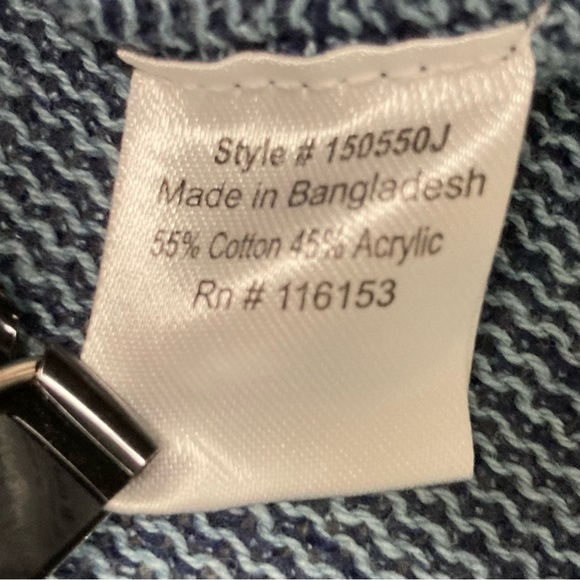 Style # 150550J
Made in Bangladesh
55% Cotton 45% Acrylic
Rn # 116153